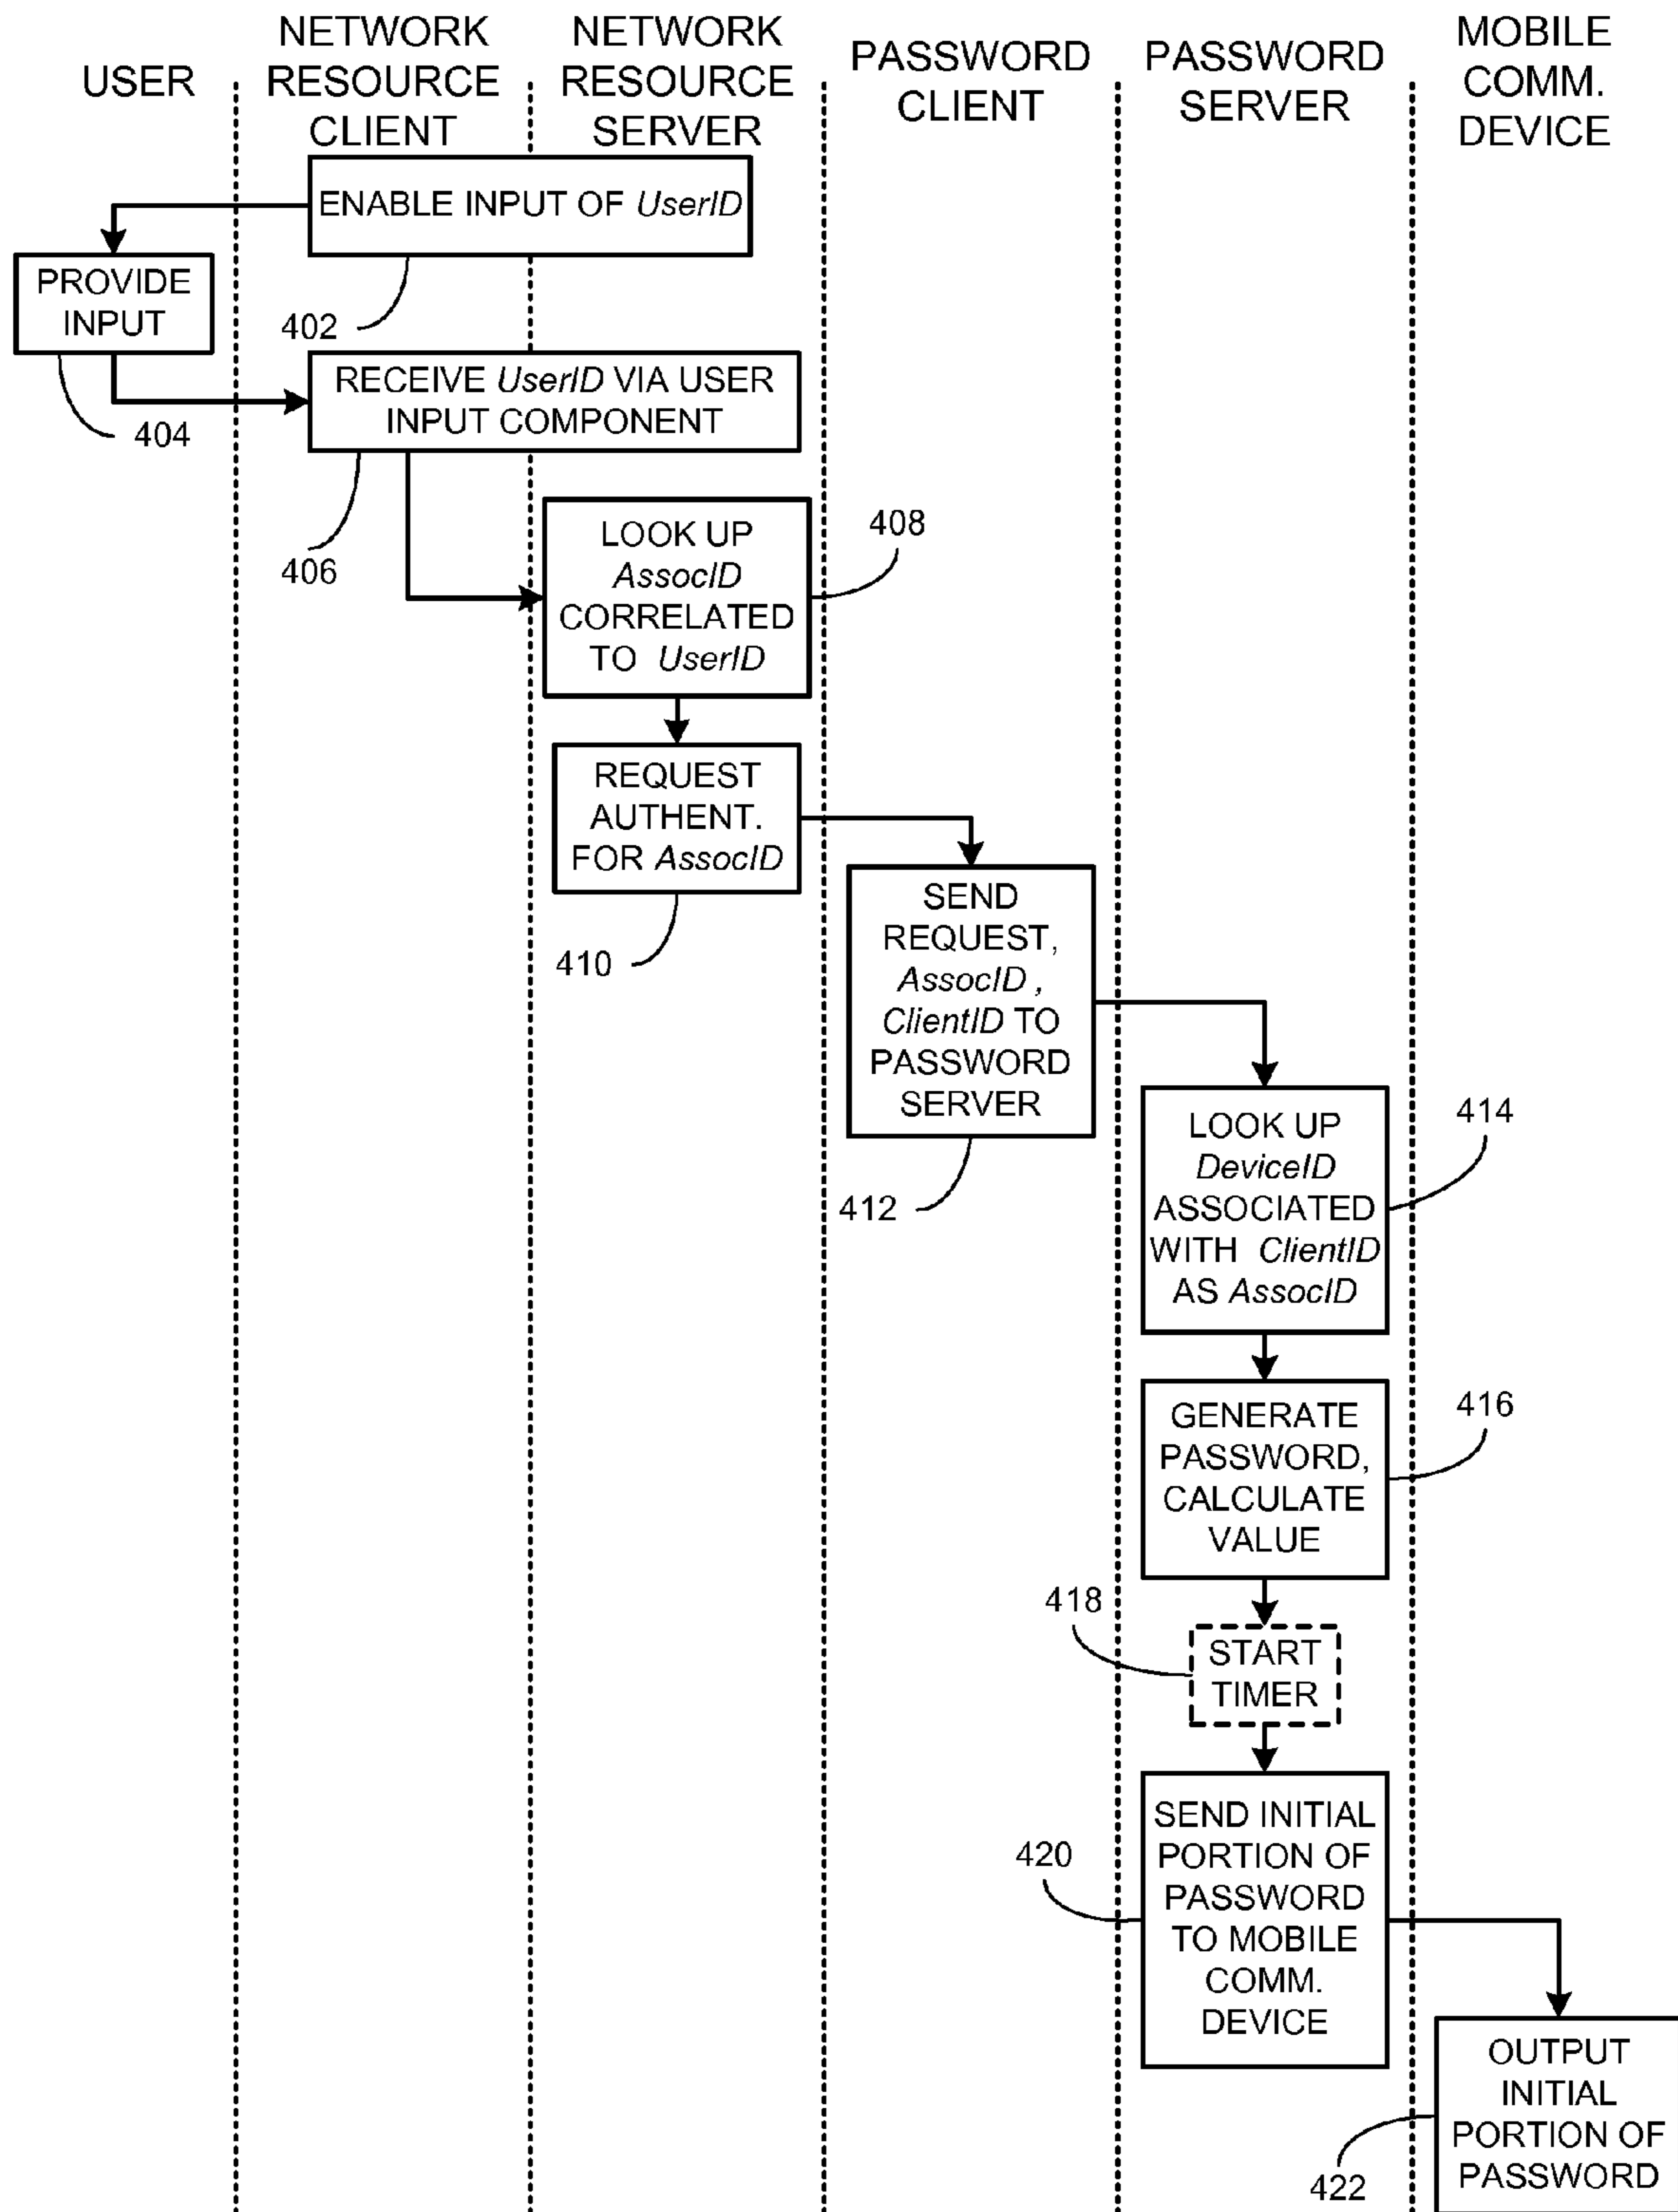 USER
NETWORK
RESOURCE
CLIENT
NETWORK
RESOURCE
SERVER
PASSWORD
CLIENT
PASSWORD
SERVER
MOBILE
COMM.
DEVICE
ENABLE INPUT OF UserID
402
PROVIDE
INPUT
404
RECEIVE UserID VIA USER
INPUT COMPONENT
406
LOOK UP
AssocID
CORRELATED
TO UserID
408
REQUEST
AUTHENT.
FOR AssocID
410
SEND
REQUEST,
AssocID ,
ClientID TO
PASSWORD
SERVER
412
LOOK UP
DeviceID
ASSOCIATED
WITH ClientID
AS AssocID
414
GENERATE
PASSWORD,
CALCULATE
VALUE
416
418
START
TIMER
SEND INITIAL
PORTION OF
PASSWORD
TO MOBILE
COMM.
DEVICE
420
OUTPUT
INITIAL
PORTION OF
PASSWORD
422